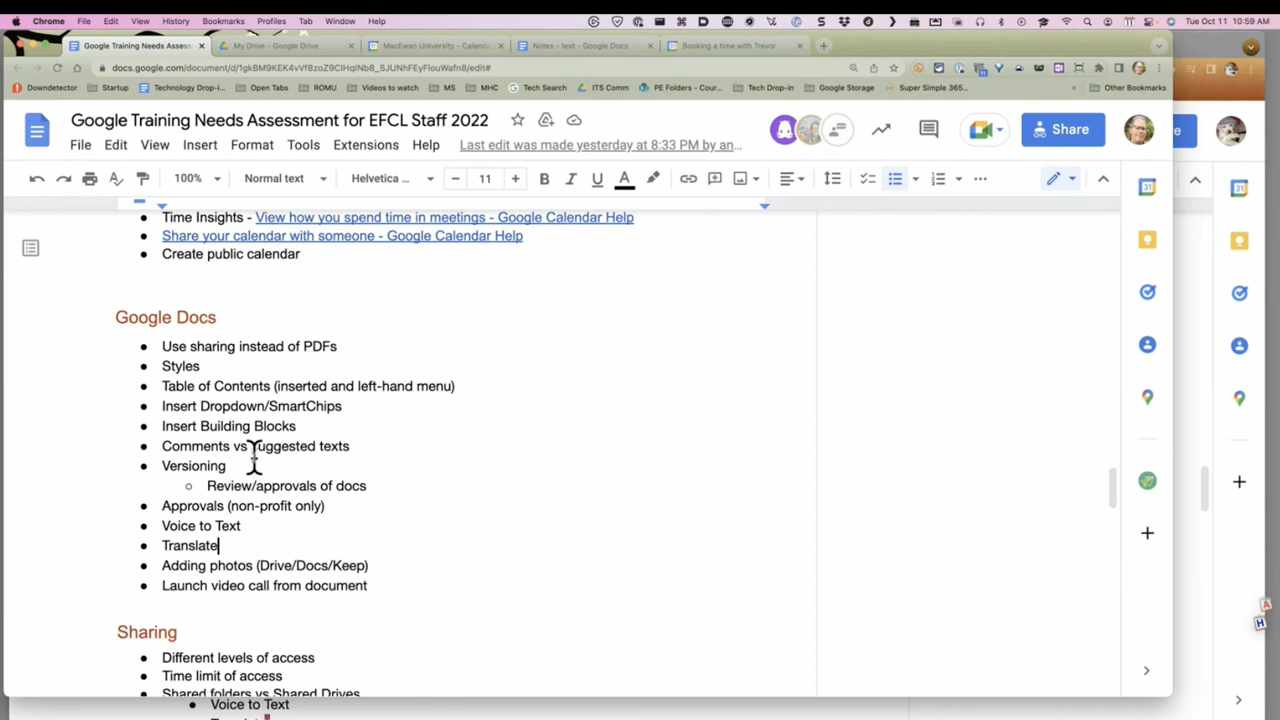 Chrome File Edit View History Bookmarks Profiles Tab Window Help Tue Oct 11 10:59 AM
Google Training Needs Assess My Drive - Google Drive MacEwan University - Calend Notes - test - Google Docs Booking a time with Trevor
docs.google.com/document/d/
Downdetector Startup Technology Drop-i... Open Tabs ROMU Videos to watch MS MHC Tech Search ITS Comm PE Folders - Cour... Tech Drop-in Google Storage Super Simple 365... » Other Bookmarks
Google Training Needs Assessment for EFCL Staff 2022
Share
File Edit View Insert Format Tools Extensions Help Last edit was made yesterday at 8:33 PM by an...
100% Normal text Helvetica ... − 11 + B I U A
• Time Insights - View how you spend time in meetings - Google Calendar Help
• Share your calendar with someone - Google Calendar Help
• Create public calendar
Google Docs
• Use sharing instead of PDFs
• Styles
• Table of Contents (inserted and left-hand menu)
• Insert Dropdown/SmartChips
• Insert Building Blocks
• Comments vs suggested texts
• Versioning
○ Review/approvals of docs
• Approvals (non-profit only)
• Voice to Text
• Translate
• Adding photos (Drive/Docs/Keep)
• Launch video call from document
Sharing
• Different levels of access
• Time limit of access
• Shared folders vs Shared Drives
• Voice to Text
A
H